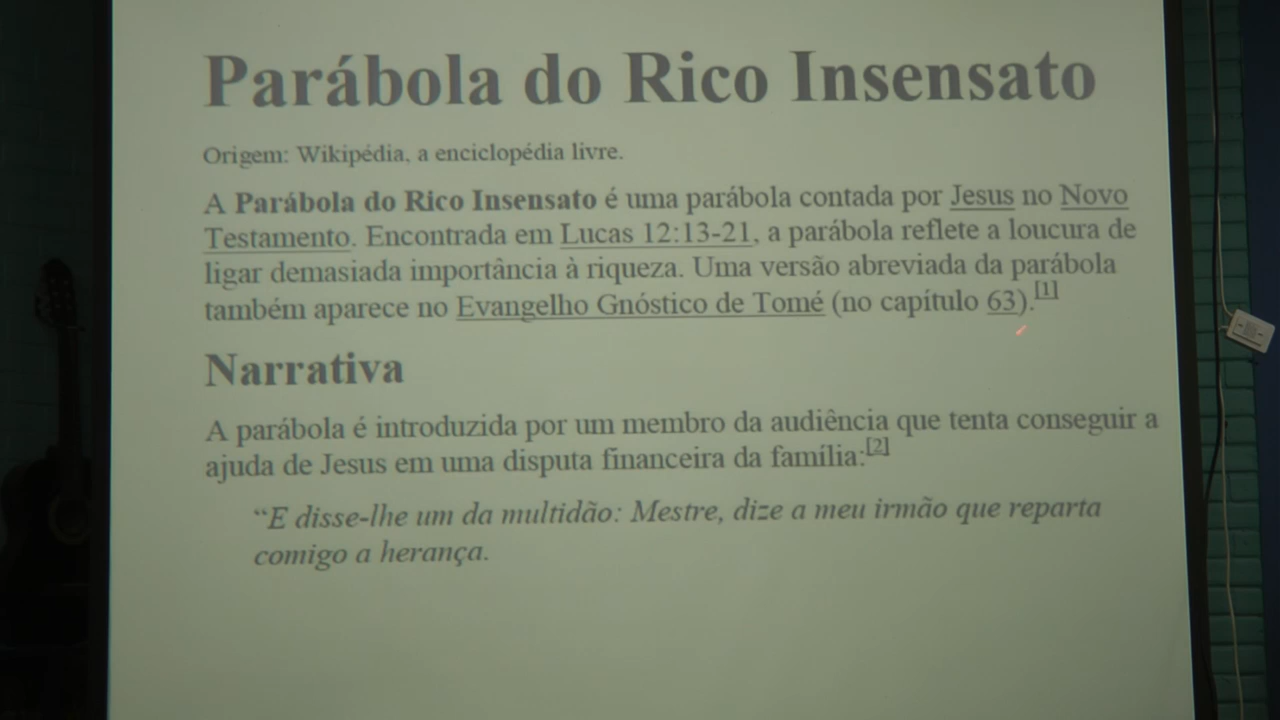 Parábola do Rico Insensato
Origem: Wikipédia, a enciclopédia livre.
A Parábola do Rico Insensato é uma parábola contada por Jesus no Novo
Testamento. Encontrada em Lucas 12:13-21, a parábola reflete a loucura de
ligar demasiada importância à riqueza. Uma versão abreviada da parábola
também aparece no Evangelho Gnóstico de Tomé (no capítulo 63).[1]
Narrativa
A parábola é introduzida por um membro da audiência que tenta conseguir a
ajuda de Jesus em uma disputa financeira da família:[2]
“E disse-lhe um da multidão: Mestre, dize a meu irmão que reparta
comigo a herança.